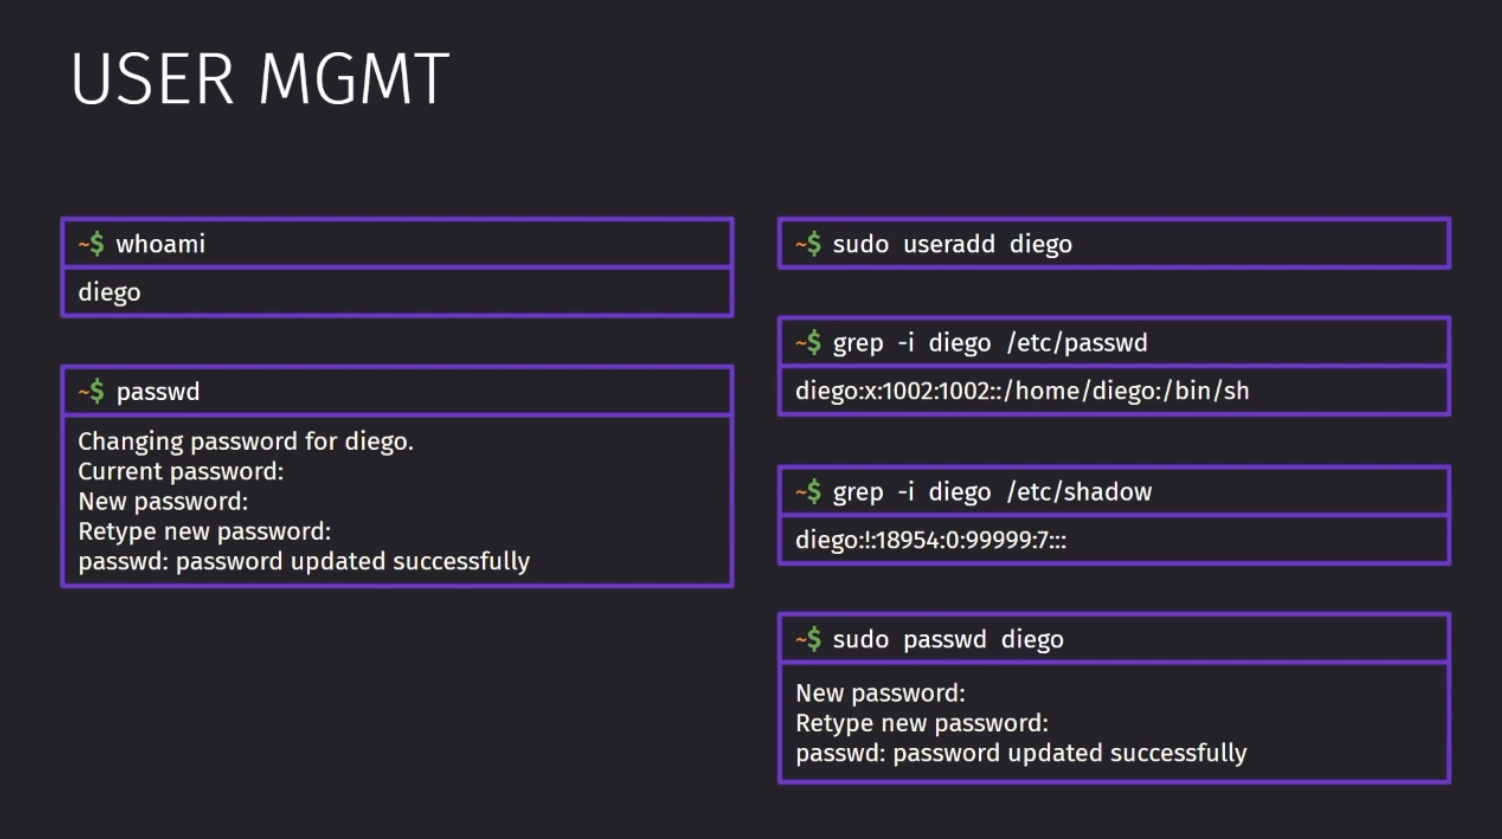 USER MGMT
~$ whoami
diego
~$ passwd
Changing password for diego.
Current password:
New password:
Retype new password:
passwd: password updated successfully
~$ sudo useradd diego
~$ grep -i diego /etc/passwd
diego:x:1002:1002::/home/diego:/bin/sh
~$ grep -i diego /etc/shadow
diego:!:18954:0:99999:7:::
~$ sudo passwd diego
New password:
Retype new password:
passwd: password updated successfully